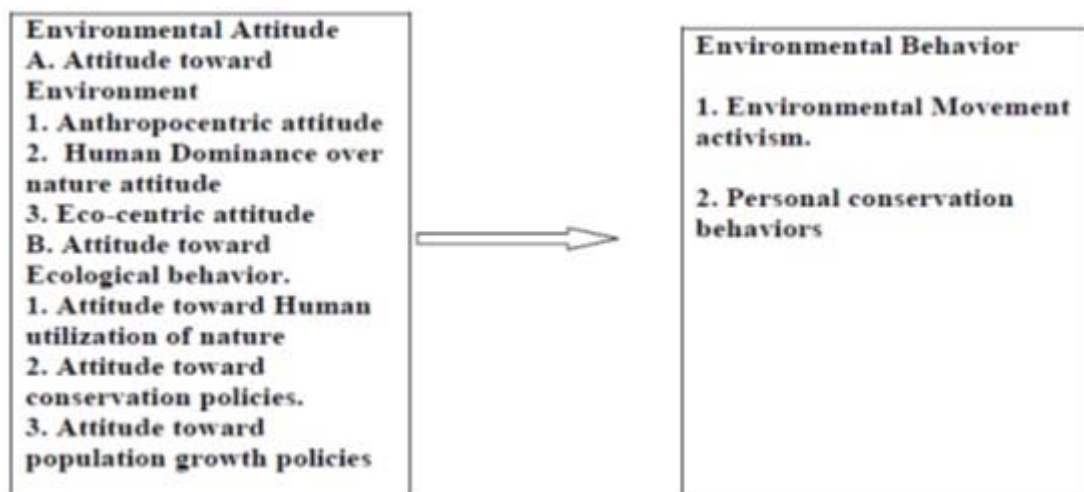 Environmental Attitude
A. Attitude toward
Environment
1. Anthropocentric attitude
2. Human Dominance over
nature attitude
3. Eco-centric attitude
B. Attitude toward
Ecological behavior.
1. Attitude toward Human
utilization of nature
2. Attitude toward
conservation policies.
3. Attitude toward
population growth policies
Environmental Behavior
1. Environmental Movement
activism.
2. Personal conservation
behaviors